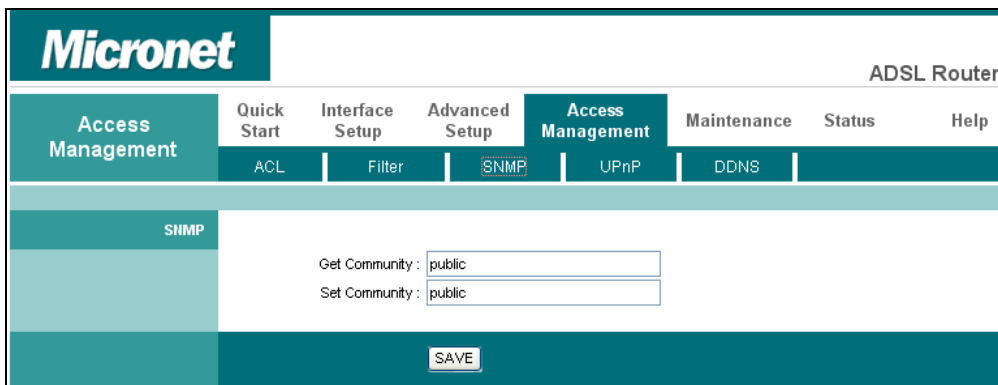 Micronet
ADSL Router
Access Management
Quick Start
Interface Setup
Advanced Setup
Access Management
Maintenance
Status
Help
ACL
Filter
SNMP
UPnP
DDNS
SNMP
Get Community : public
Set Community : public
SAVE